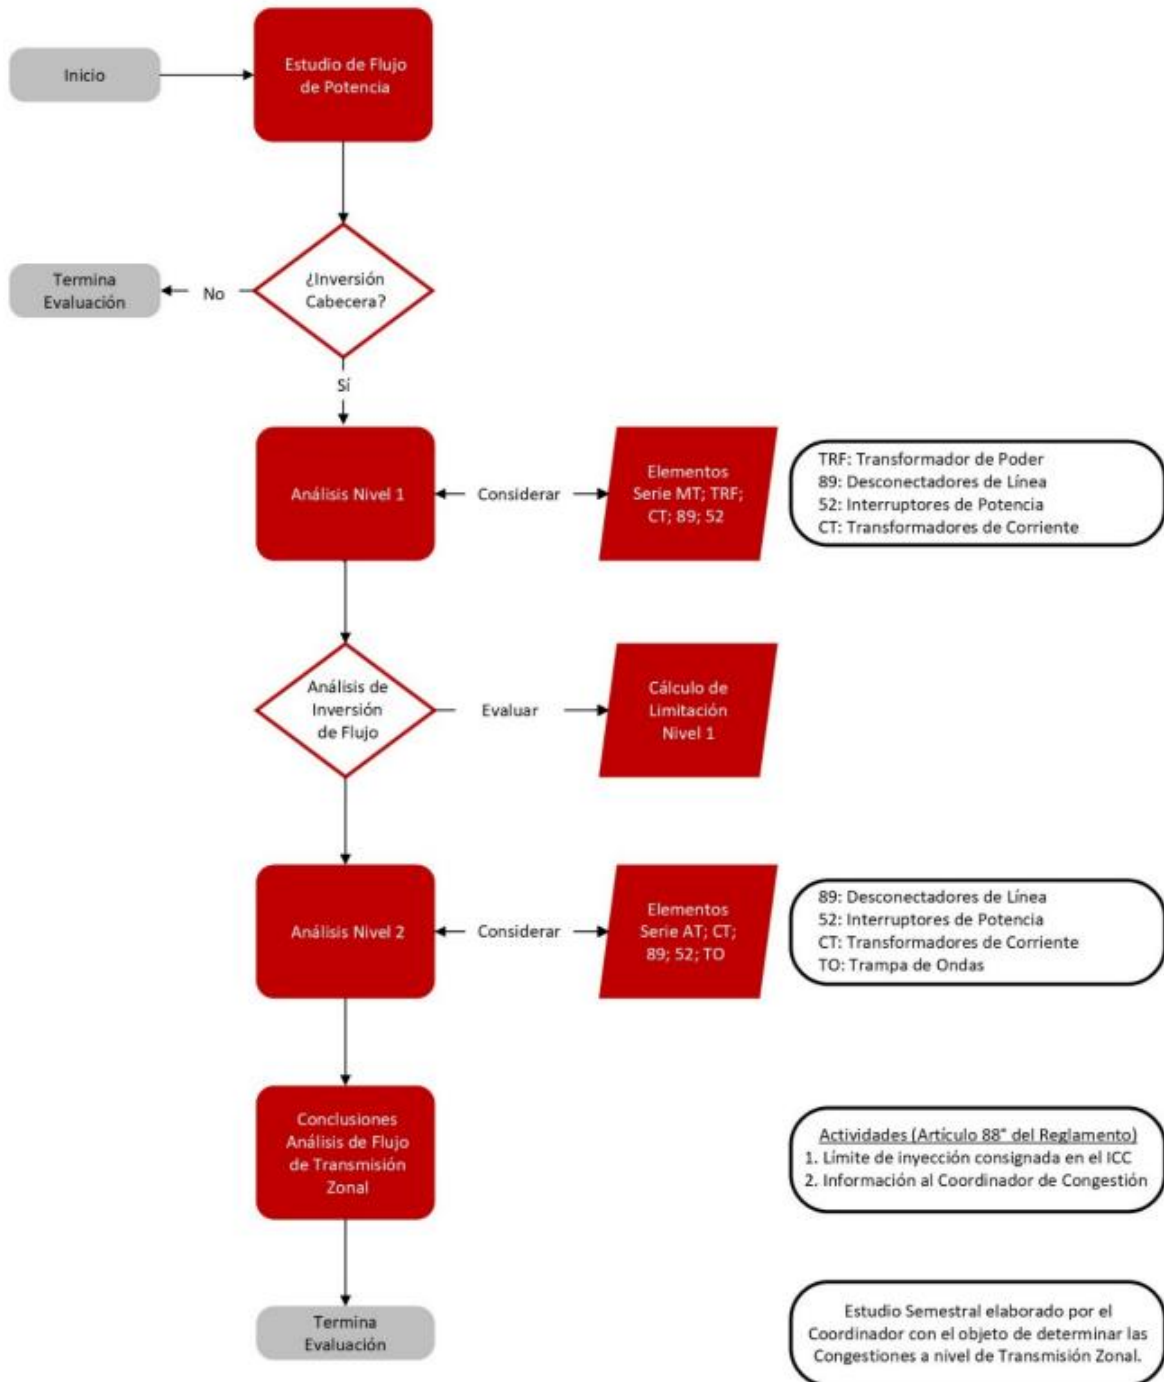 Inicio
Estudio de Flujo
de Potencia
¿Inversión
Cabecera?
No
Termina
Evaluación
Sí
Análisis Nivel 1
Considerar
Elementos
Serie MT; TRF;
CT; 89; 52
TRF: Transformador de Poder
89: Desconectadores de Línea
52: Interruptores de Potencia
CT: Transformadores de Corriente
Análisis de
Inversión
de Flujo
Evaluar
Cálculo de
Limitación
Nivel 1
Análisis Nivel 2
Considerar
Elementos
Serie AT; CT;
89; 52; TO
89: Desconectadores de Línea
52: Interruptores de Potencia
CT: Transformadores de Corriente
TO: Trampa de Ondas
Conclusiones
Análisis de Flujo
de Transmisión
Zonal
Actividades (Artículo 88° del Reglamento)
1. Límite de inyección consignada en el ICC
2. Información al Coordinador de Congestión
Termina
Evaluación
Estudio Semestral elaborado por el
Coordinador con el objeto de determinar las
Congestiones a nivel de Transmisión Zonal.